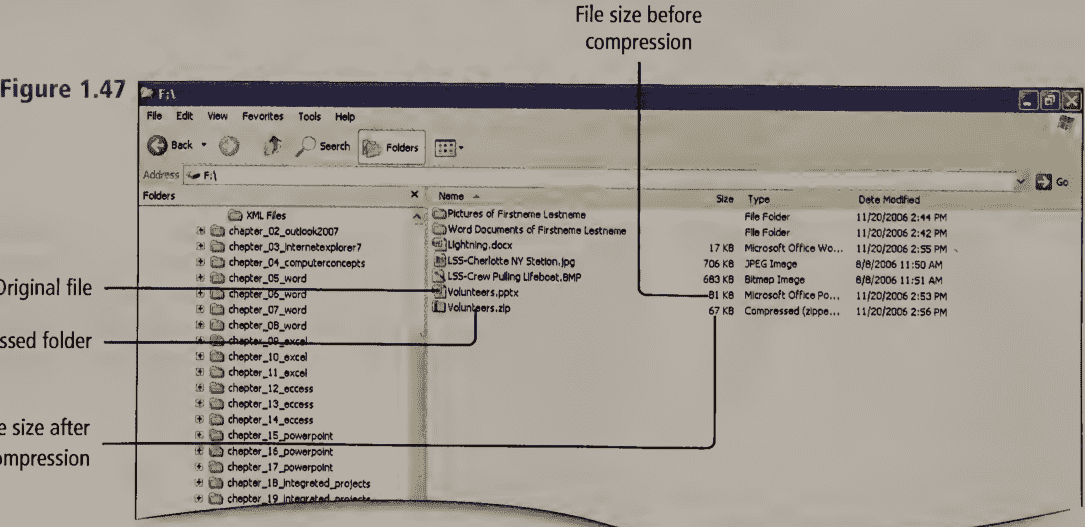 File size before
compression
Figure 1.47
F:\
File Edit View Favorites Tools Help
Back Search Folders
Address F:\ Go
Folders
XML Files
chapter_02_outlook2007
chapter_03_internetexplorer7
chapter_04_computerconcepts
chapter_05_word
chapter_06_word
chapter_07_word
chapter_08_word
chapter_09_excel
chapter_10_excel
chapter_11_excel
chapter_12_access
chapter_13_access
chapter_14_access
chapter_15_powerpoint
chapter_16_powerpoint
chapter_17_powerpoint
chapter_18_integrated_projects
chapter_19_integrated_projects
Name Size Type Date Modified
Pictures of Firstname Lastname File Folder 11/20/2006 2:44 PM
Word Documents of Firstname Lastname File Folder 11/20/2006 2:42 PM
Lightning.docx 17 KB Microsoft Office Wo... 11/20/2006 2:55 PM
LSS-Charlotte NY Station.jpg 706 KB JPEG Image 8/8/2006 11:50 AM
LSS-Crew Pulling Lifeboat.BMP 683 KB Bitmap Image 8/8/2006 11:51 AM
Volunteers.pptx 81 KB Microsoft Office Po... 11/20/2006 2:53 PM
Volunteers.zip 67 KB Compressed (zippe... 11/20/2006 2:56 PM
Original file
ssed folder
e size after
ompression